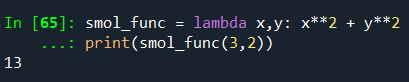 In [65]: smol_func = lambda x,y: x**2 + y**2
...: print(smol_func(3,2))
13